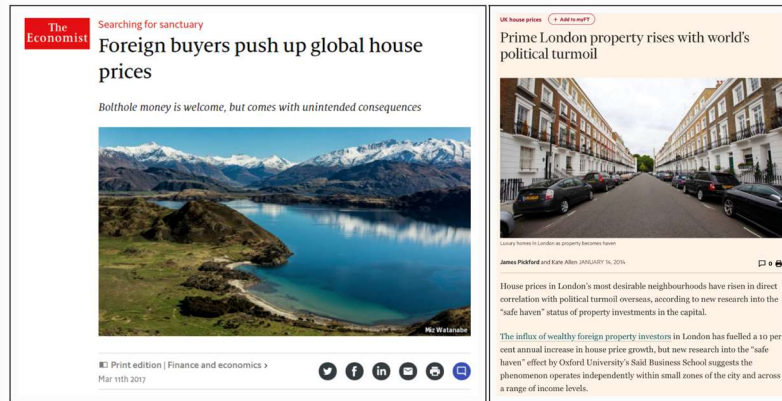 The
Economist
Searching for sanctuary
Foreign buyers push up global house
prices
Bolthole money is welcome, but comes with unintended consequences
Miz Watanabe
Print edition | Finance and economics >
Mar 11th 2017
UK house prices
+ Add to myFT
Prime London property rises with world's
political turmoil
Luxury homes in London as property becomes haven
James Pickford and Kate Allen JANUARY 14, 2014
0
House prices in London's most desirable neighbourhoods have risen in direct
correlation with political turmoil overseas, according to new research into the
"safe haven" status of property investments in the capital.
The influx of wealthy foreign property investors in London has fuelled a 10 per
cent annual increase in house price growth, but new research into the "safe
haven" effect by Oxford University's Said Business School suggests the
phenomenon operates independently within small zones of the city and across
a range of income levels.